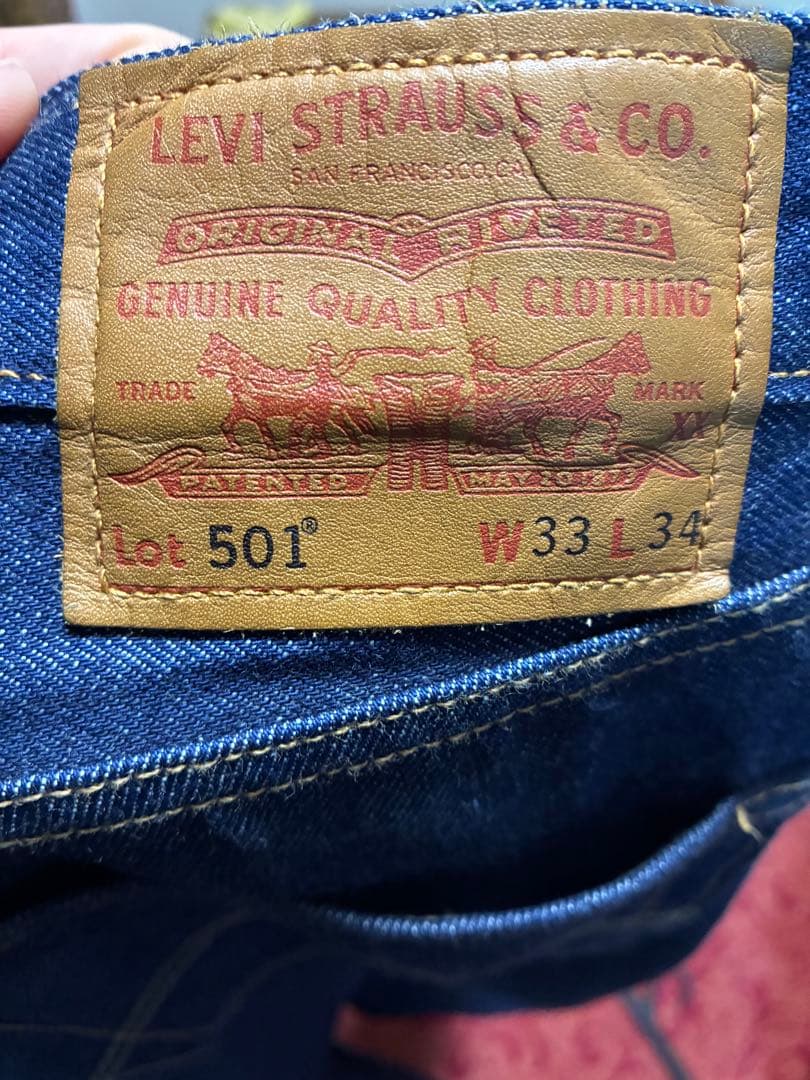 LEVI STRAUSS & CO.
SAN FRANCISCO, CA
ORIGINAL RIVETED
GENUINE QUALITY CLOTHING
TRADE MARK
XX
PATENTED MAY 20 1873
Lot 501® W33 L34